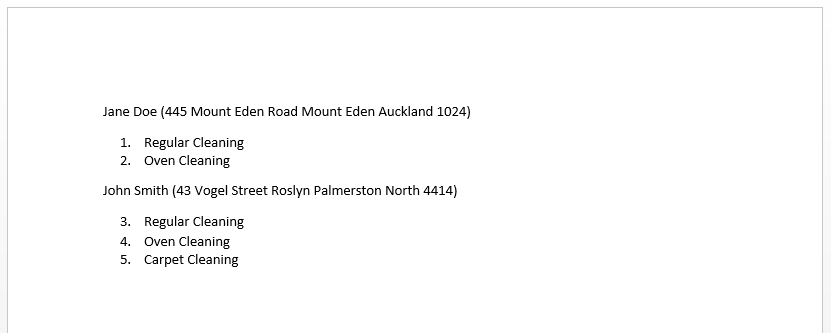 Jane Doe (445 Mount Eden Road Mount Eden Auckland 1024)
1. Regular Cleaning
2. Oven Cleaning
John Smith (43 Vogel Street Roslyn Palmerston North 4414)
3. Regular Cleaning
4. Oven Cleaning
5. Carpet Cleaning